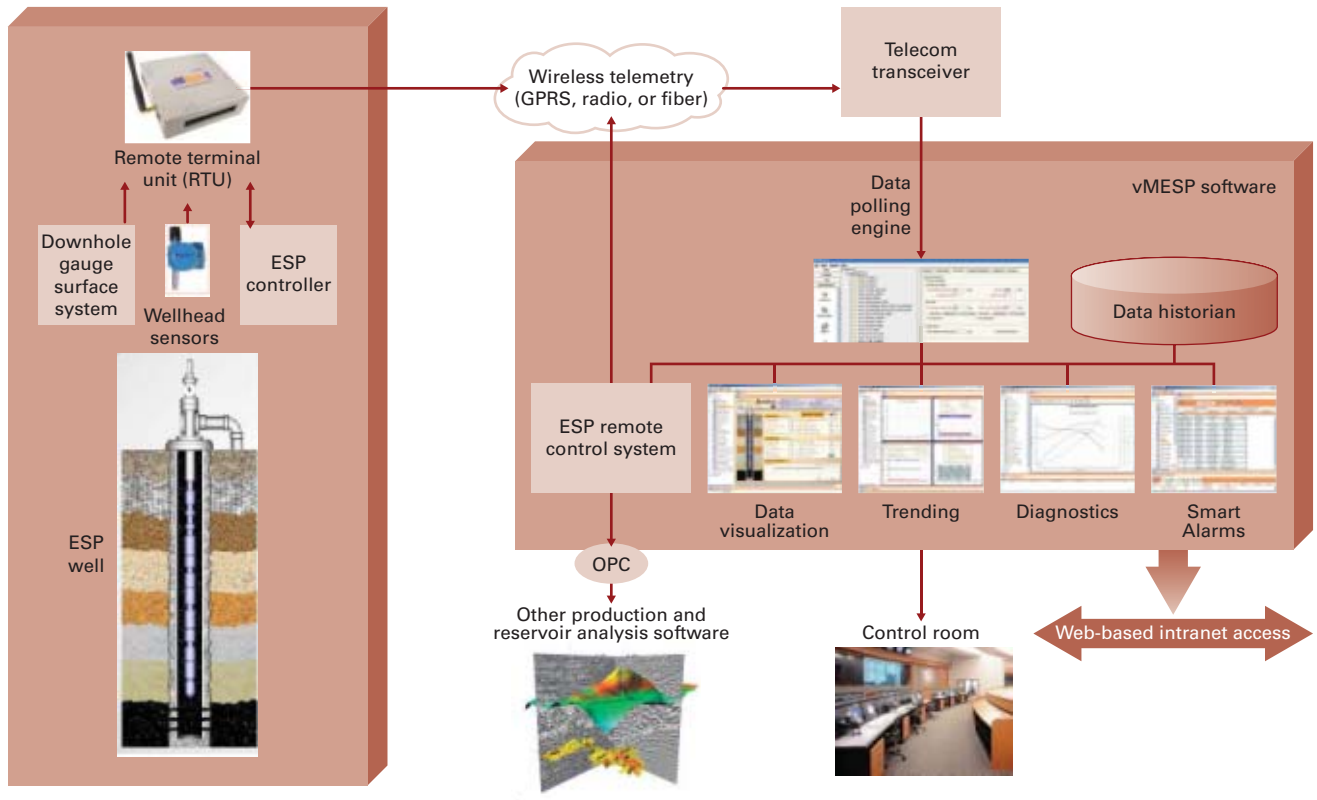 Remote terminal
unit (RTU)
Downhole
gauge
surface
system
Wellhead
sensors
ESP
controller
ESP
well
Wireless telemetry
(GPRS, radio, or fiber)
Telecom
transceiver
vMESP software
Data
polling
engine
Data historian
ESP remote
control system
Data
visualization
Trending
Diagnostics
Smart
Alarms
OPC
Other production and
reservoir analysis software
Control room
Web-based intranet access